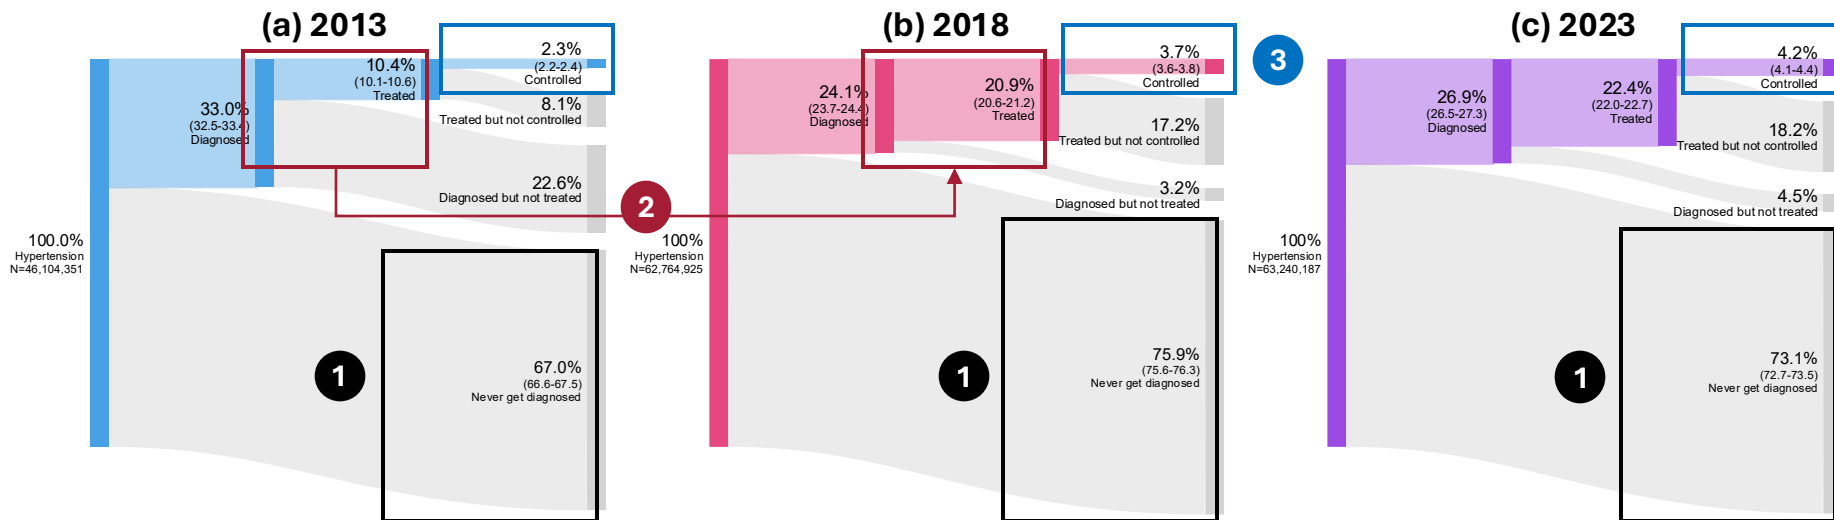 (a) 2013
2.3%
(2.2-2.4)
Controlled
10.4%
(10.1-10.6)
Treated
8.1%
Treated but not controlled
33.0%
(32.5-33.4)
Diagnosed
22.6%
Diagnosed but not treated
100.0%
Hypertension
N=46,104,351
67.0%
(66.6-67.5)
Never get diagnosed
1
2
(b) 2018
3.7%
(3.6-3.8)
Controlled
3
24.1%
(23.7-24.4)
Diagnosed
20.9%
(20.6-21.2)
Treated
17.2%
Treated but not controlled
3.2%
Diagnosed but not treated
100%
Hypertension
N=62,764,925
75.9%
(75.6-76.3)
Never get diagnosed
1
(c) 2023
4.2%
(4.1-4.4)
Controlled
26.9%
(26.5-27.3)
Diagnosed
22.4%
(22.0-22.7)
Treated
18.2%
Treated but not controlled
4.5%
Diagnosed but not treated
100%
Hypertension
N=63,240,187
73.1%
(72.7-73.5)
Never get diagnosed
1